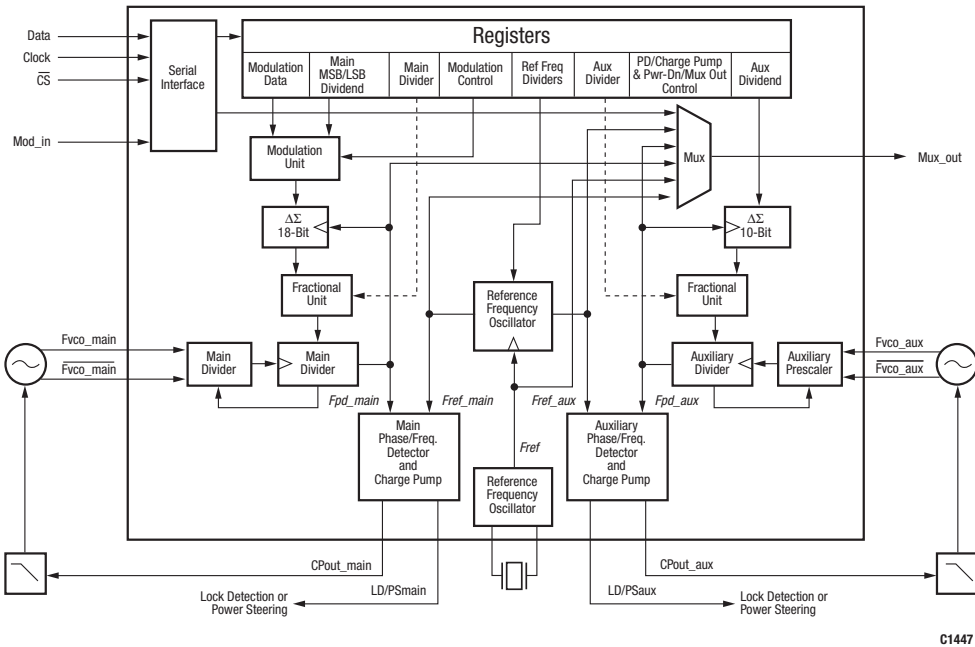 Registers
Data
Clock
CS
Mod_in
Serial
Interface
Modulation
Data
Main
MSB/LSB
Dividend
Main
Divider
Modulation
Control
Ref Freq
Dividers
Aux
Divider
PD/Charge Pump
& Pwr-Dn/Mux Out
Control
Aux
Dividend
Modulation
Unit
Mux
Mux_out
ΔΣ
18-Bit
ΔΣ
10-Bit
Fractional
Unit
Reference
Frequency
Oscillator
Fractional
Unit
Fvco_main
Fvco_main
Main
Divider
Main
Divider
Auxiliary
Divider
Auxiliary
Prescaler
Fvco_aux
Fvco_aux
Fpd_main
Fref_main
Fref_aux
Fpd_aux
Main
Phase/Freq.
Detector
and
Charge Pump
Fref
Reference
Frequency
Oscillator
Auxiliary
Phase/Freq.
Detector
and
Charge Pump
CPout_main
CPout_aux
Lock Detection or
Power Steering
LD/PSmain
LD/PSaux
Lock Detection or
Power Steering
C1447